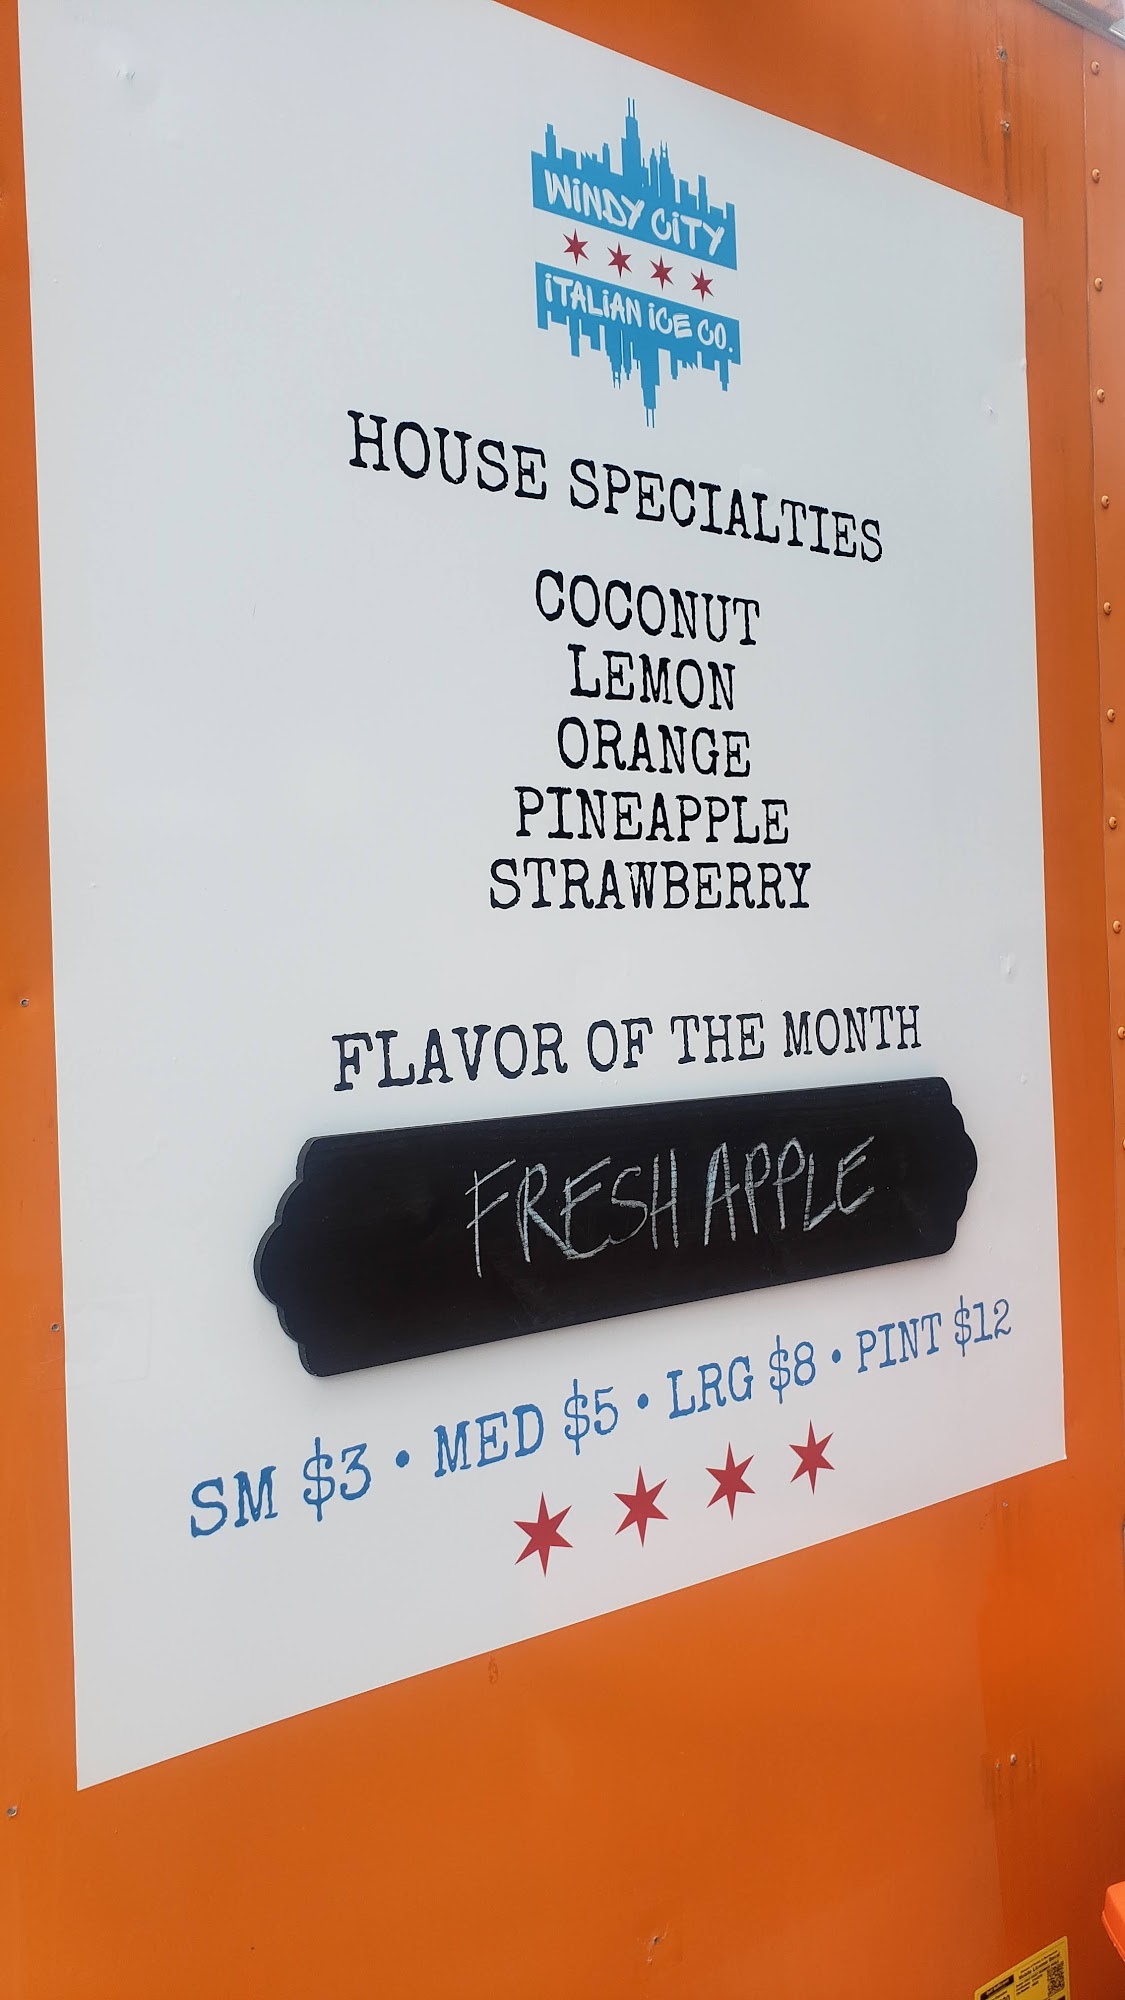 WINDY CITY
ITALIAN ICE CO.
HOUSE SPECIALTIES
COCONUT
LEMON
ORANGE
PINEAPPLE
STRAWBERRY
FLAVOR OF THE MONTH
FRESH APPLE
SM $3 • MED $5 • LRG $8 • PINT $12